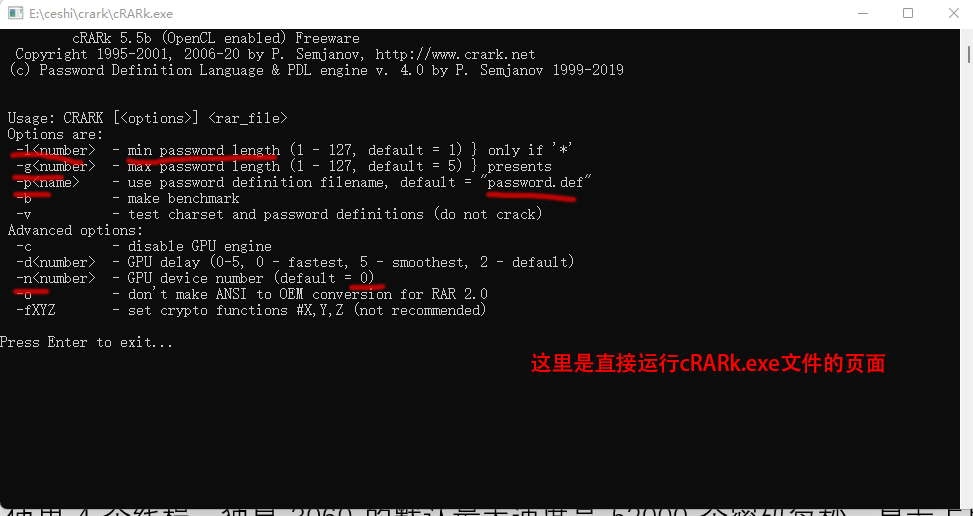 E:\ceshi\crark\cRARk.exe
cRARk 5.5b (OpenCL enabled) Freeware
Copyright 1995-2001, 2006-20 by P. Semjanov, http://www.crark.net
(c) Password Definition Language & PDL engine v. 4.0 by P. Semjanov 1999-2019
Usage: CRARK [<options>] <rar_file>
Options are:
-l<number> - min password length (1 - 127, default = 1) } only if '*'
-g<number> - max password length (1 - 127, default = 5) } presents
-p<name> - use password definition filename, default = "password.def"
-b - make benchmark
-v - test charset and password definitions (do not crack)
Advanced options:
-c - disable GPU engine
-d<number> - GPU delay (0-5, 0 - fastest, 5 - smoothest, 2 - default)
-n<number> - GPU device number (default = 0)
-o - don't make ANSI to OEM conversion for RAR 2.0
-fXYZ - set crypto functions #X,Y,Z (not recommended)
Press Enter to exit...
这里是直接运行cRARk.exe文件的页面